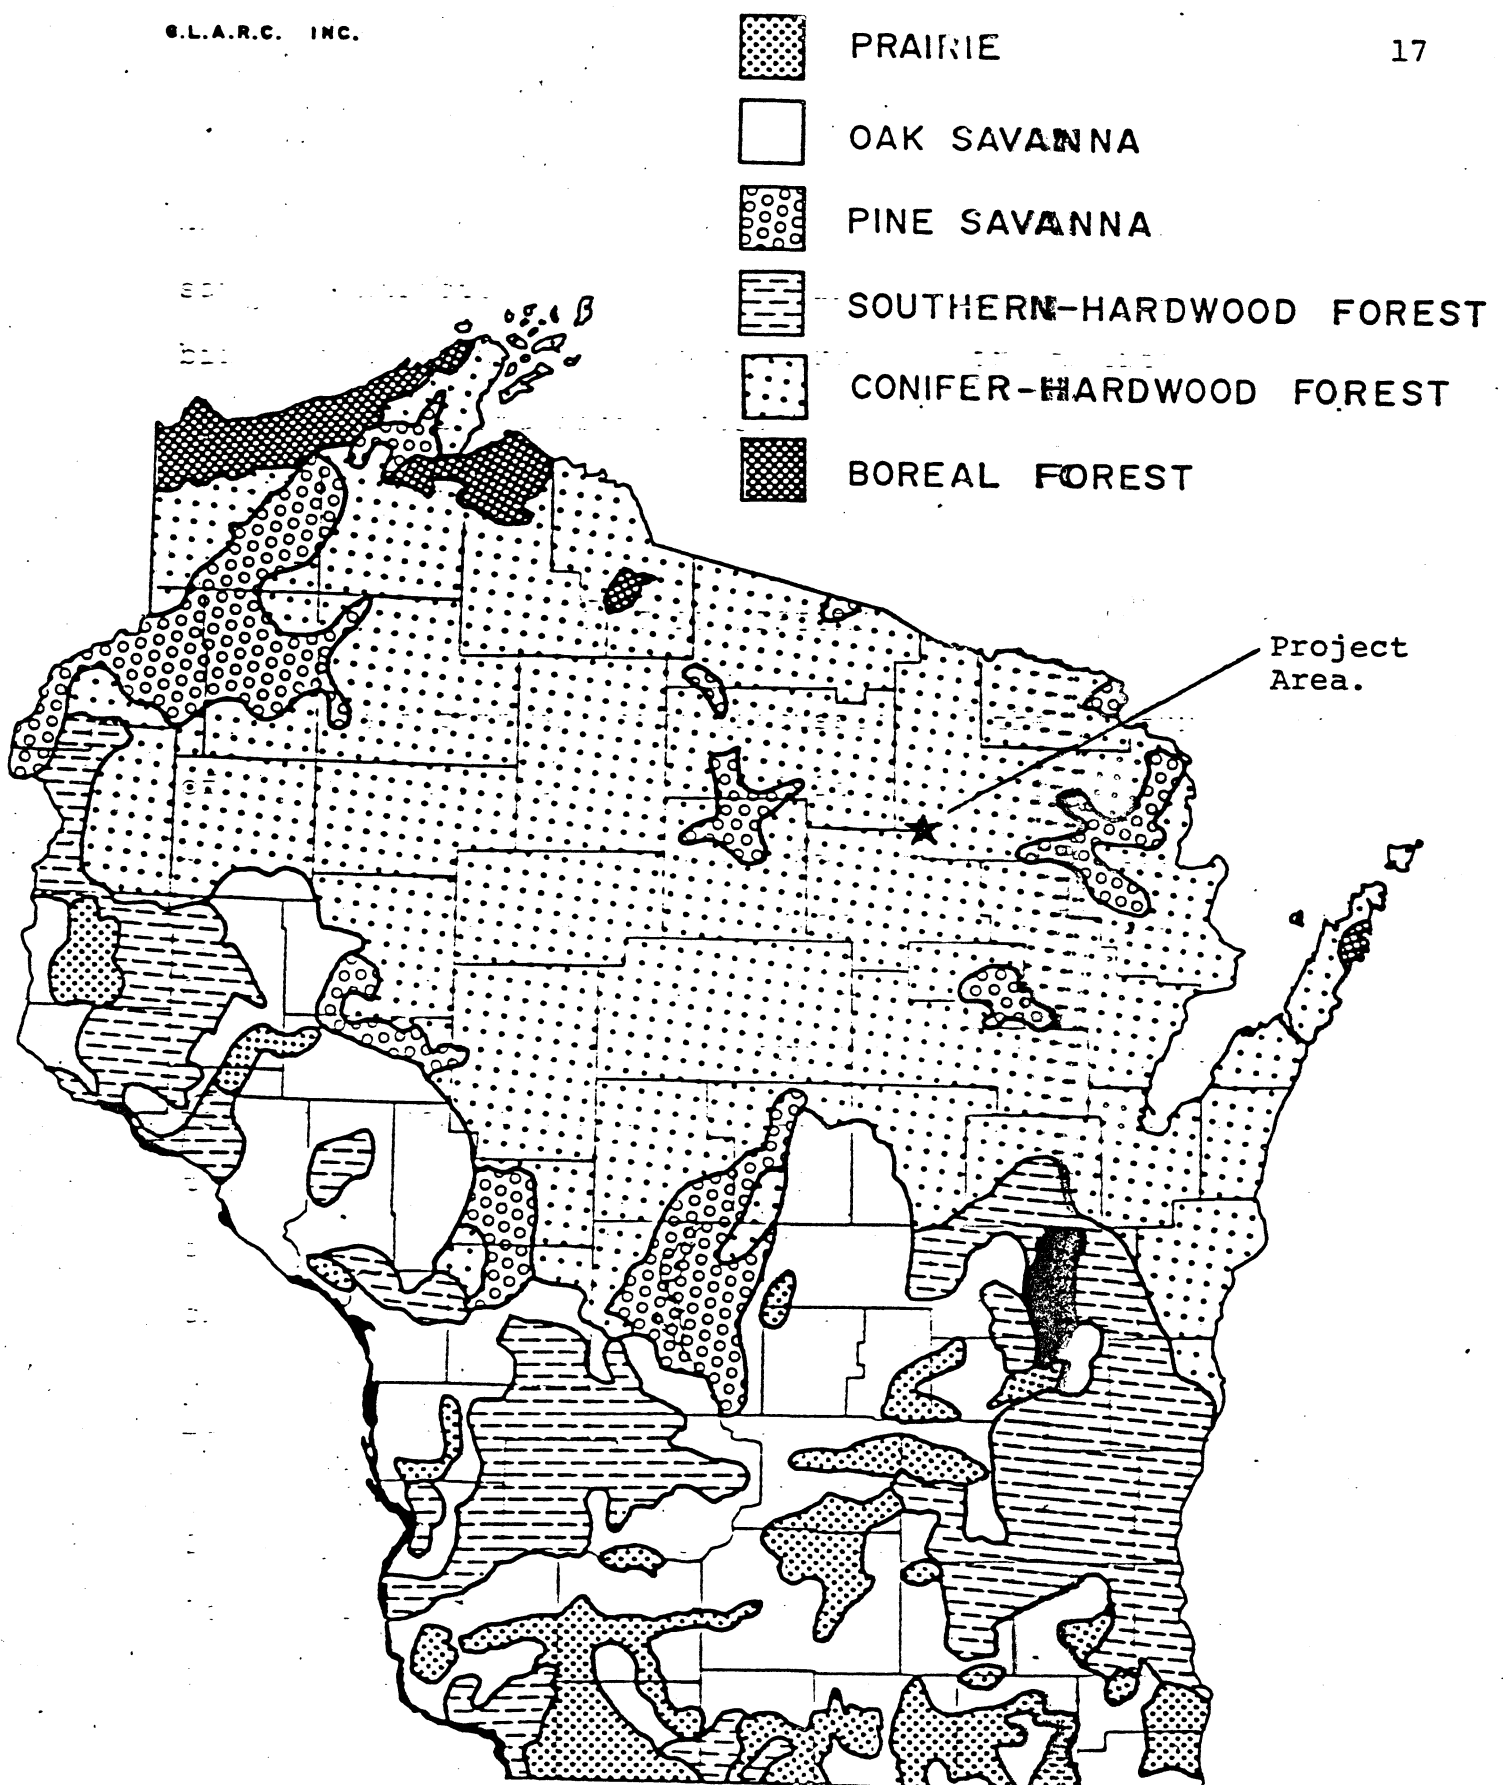 G.L.A.R.C. INC.
17
PRAIRIE
OAK SAVANNA
PINE SAVANNA
SOUTHERN-HARDWOOD FOREST
CONIFER-HARDWOOD FOREST
BOREAL FOREST
Project
Area.